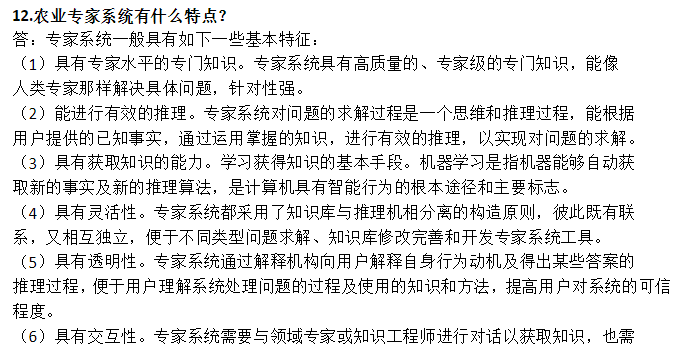 12.农业专家系统有什么特点？
答：专家系统一般具有如下一些基本特征：
（1）具有专家水平的专门知识。专家系统具有高质量的、专家级的专门知识，能像
人类专家那样解决具体问题，针对性强。
（2）能进行有效的推理。专家系统对问题的求解过程是一个思维和推理过程，能根据
用户提供的已知事实，通过运用掌握的知识，进行有效的推理，以实现对问题的求解。
（3）具有获取知识的能力。学习获得知识的基本手段。机器学习是指机器能够自动获
取新的事实及新的推理算法，是计算机具有智能行为的根本途径和主要标志。
（4）具有灵活性。专家系统都采用了知识库与推理机相分离的构造原则，彼此既有联
系，又相互独立，便于不同类型问题求解、知识库修改完善和开发专家系统工具。
（5）具有透明性。专家系统通过解释机构向用户解释自身行为动机及得出某些答案的
推理过程，便于用户理解系统处理问题的过程及使用的知识和方法，提高用户对系统的可信
程度。
（6）具有交互性。专家系统需要与领域专家或知识工程师进行对话以获取知识，也需